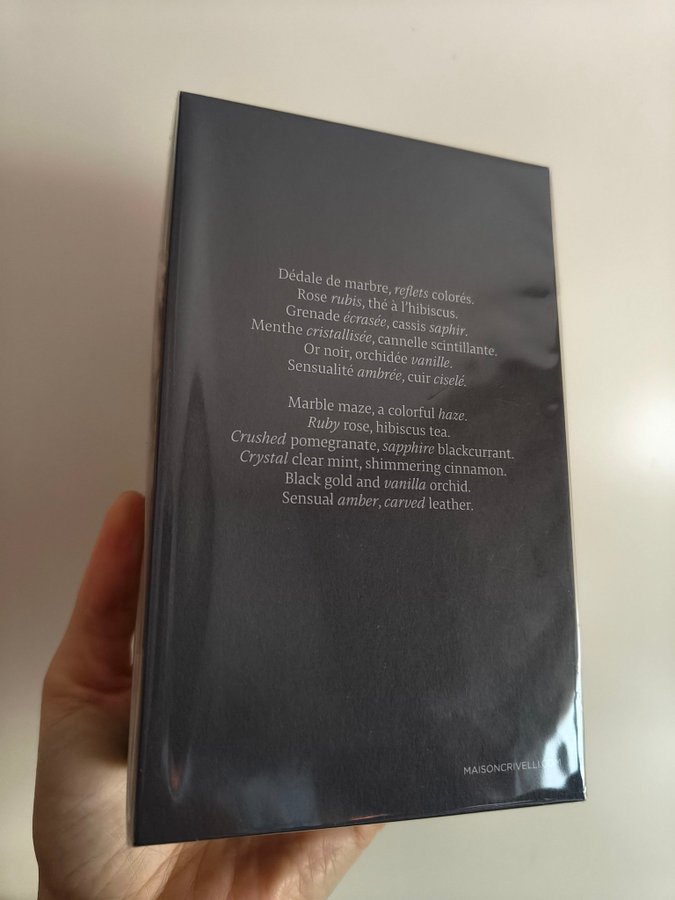 Dédale de marbre, reflets colorés.
Rose rubis, thé à l'hibiscus.
Grenade écrasée, cassis saphir.
Menthe cristallisée, cannelle scintillante.
Or noir, orchidée vanille.
Sensualité ambrée, cuir ciselé.
Marble maze, a colorful haze.
Ruby rose, hibiscus tea.
Crushed pomegranate, sapphire blackcurrant.
Crystal clear mint, shimmering cinnamon.
Black gold and vanilla orchid.
Sensual amber, carved leather.
MAISONCRIVELLI.COM